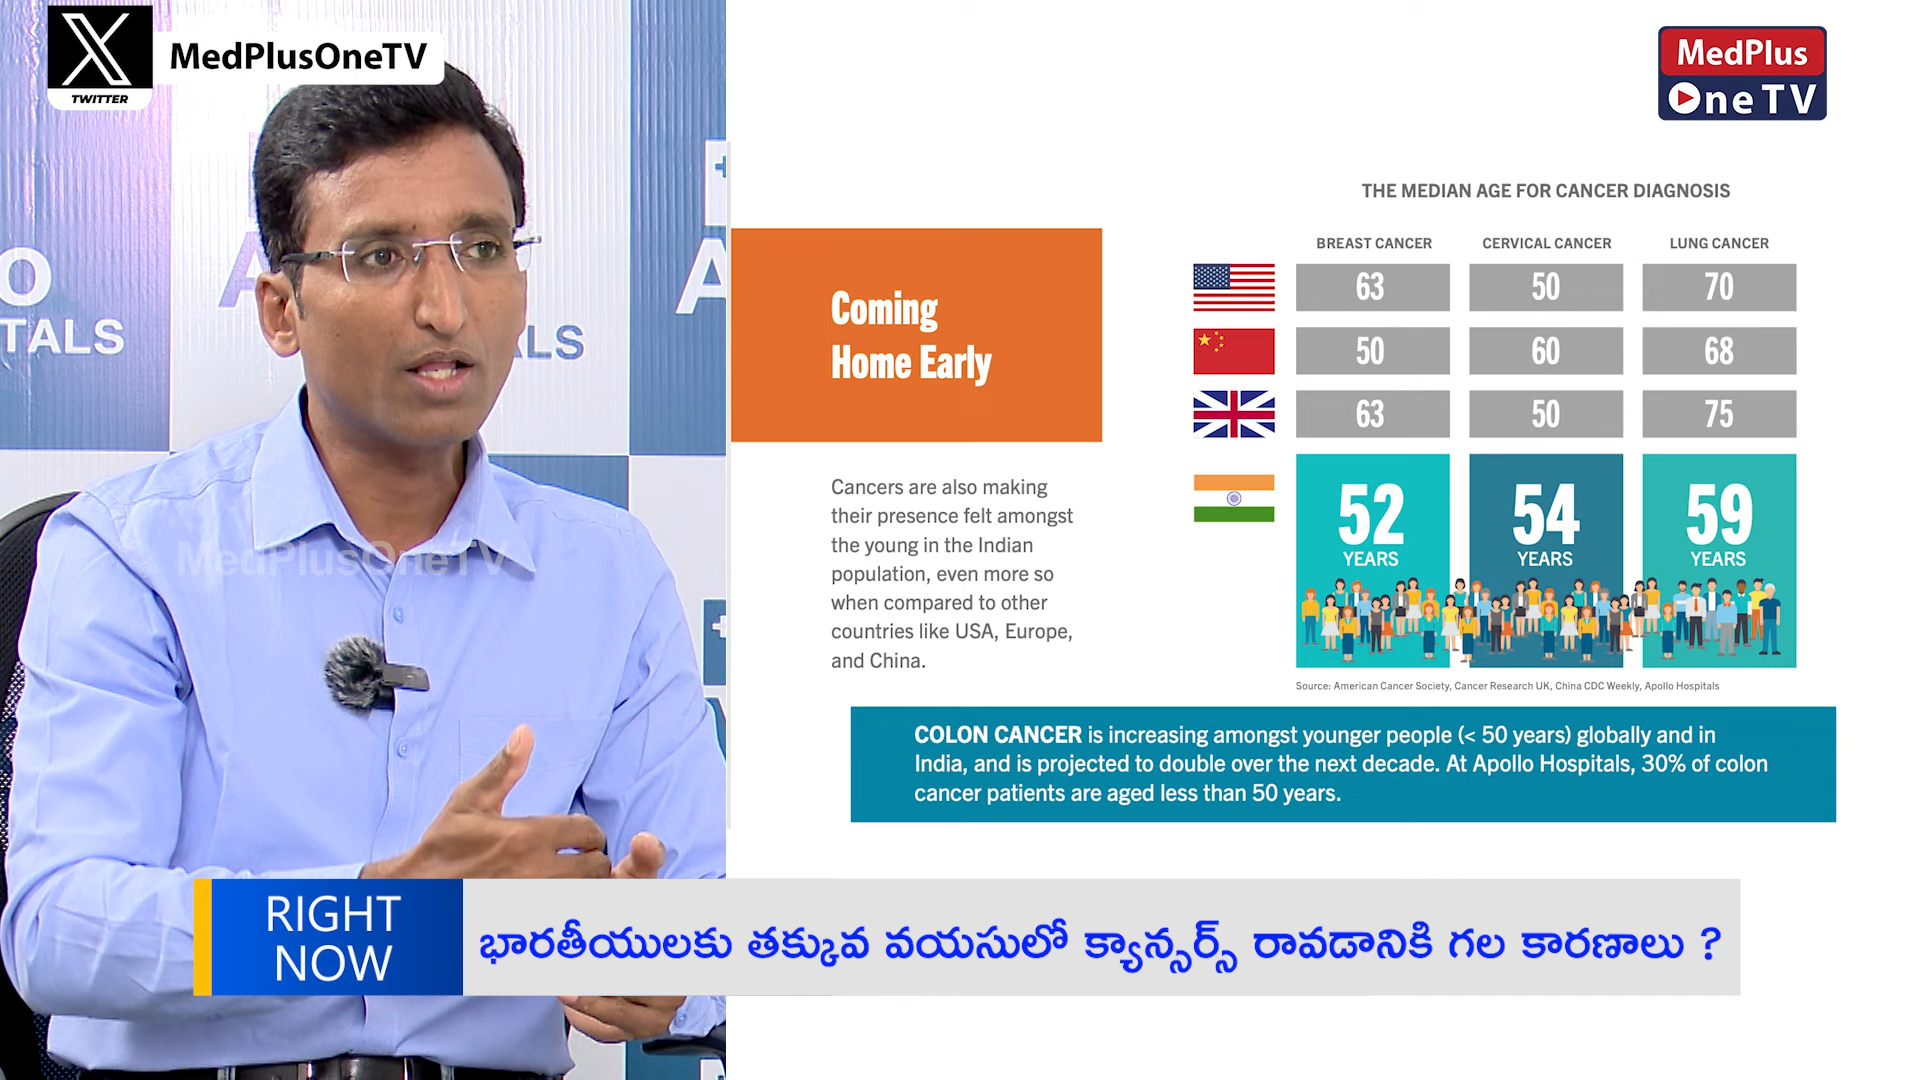 TWITTER
MedPlusOneTV
MedPlus
One TV
TALS
ALS
MedPlusOneTV
THE MEDIAN AGE FOR CANCER DIAGNOSIS
BREAST CANCER CERVICAL CANCER LUNG CANCER
63 50 70
50 60 68
63 50 75
52 54 59
YEARS YEARS YEARS
Source: American Cancer Society, Cancer Research UK, China CDC Weekly, Apollo Hospitals
Coming
Home Early
Cancers are also making
their presence felt amongst
the young in the Indian
population, even more so
when compared to other
countries like USA, Europe,
and China.
COLON CANCER is increasing amongst younger people (< 50 years) globally and in
India, and is projected to double over the next decade. At Apollo Hospitals, 30% of colon
cancer patients are aged less than 50 years.
RIGHT
NOW
భారతీయులకు తక్కువ వయసులో క్యాన్సర్స్ రావడానికి గల కారణాలు ?